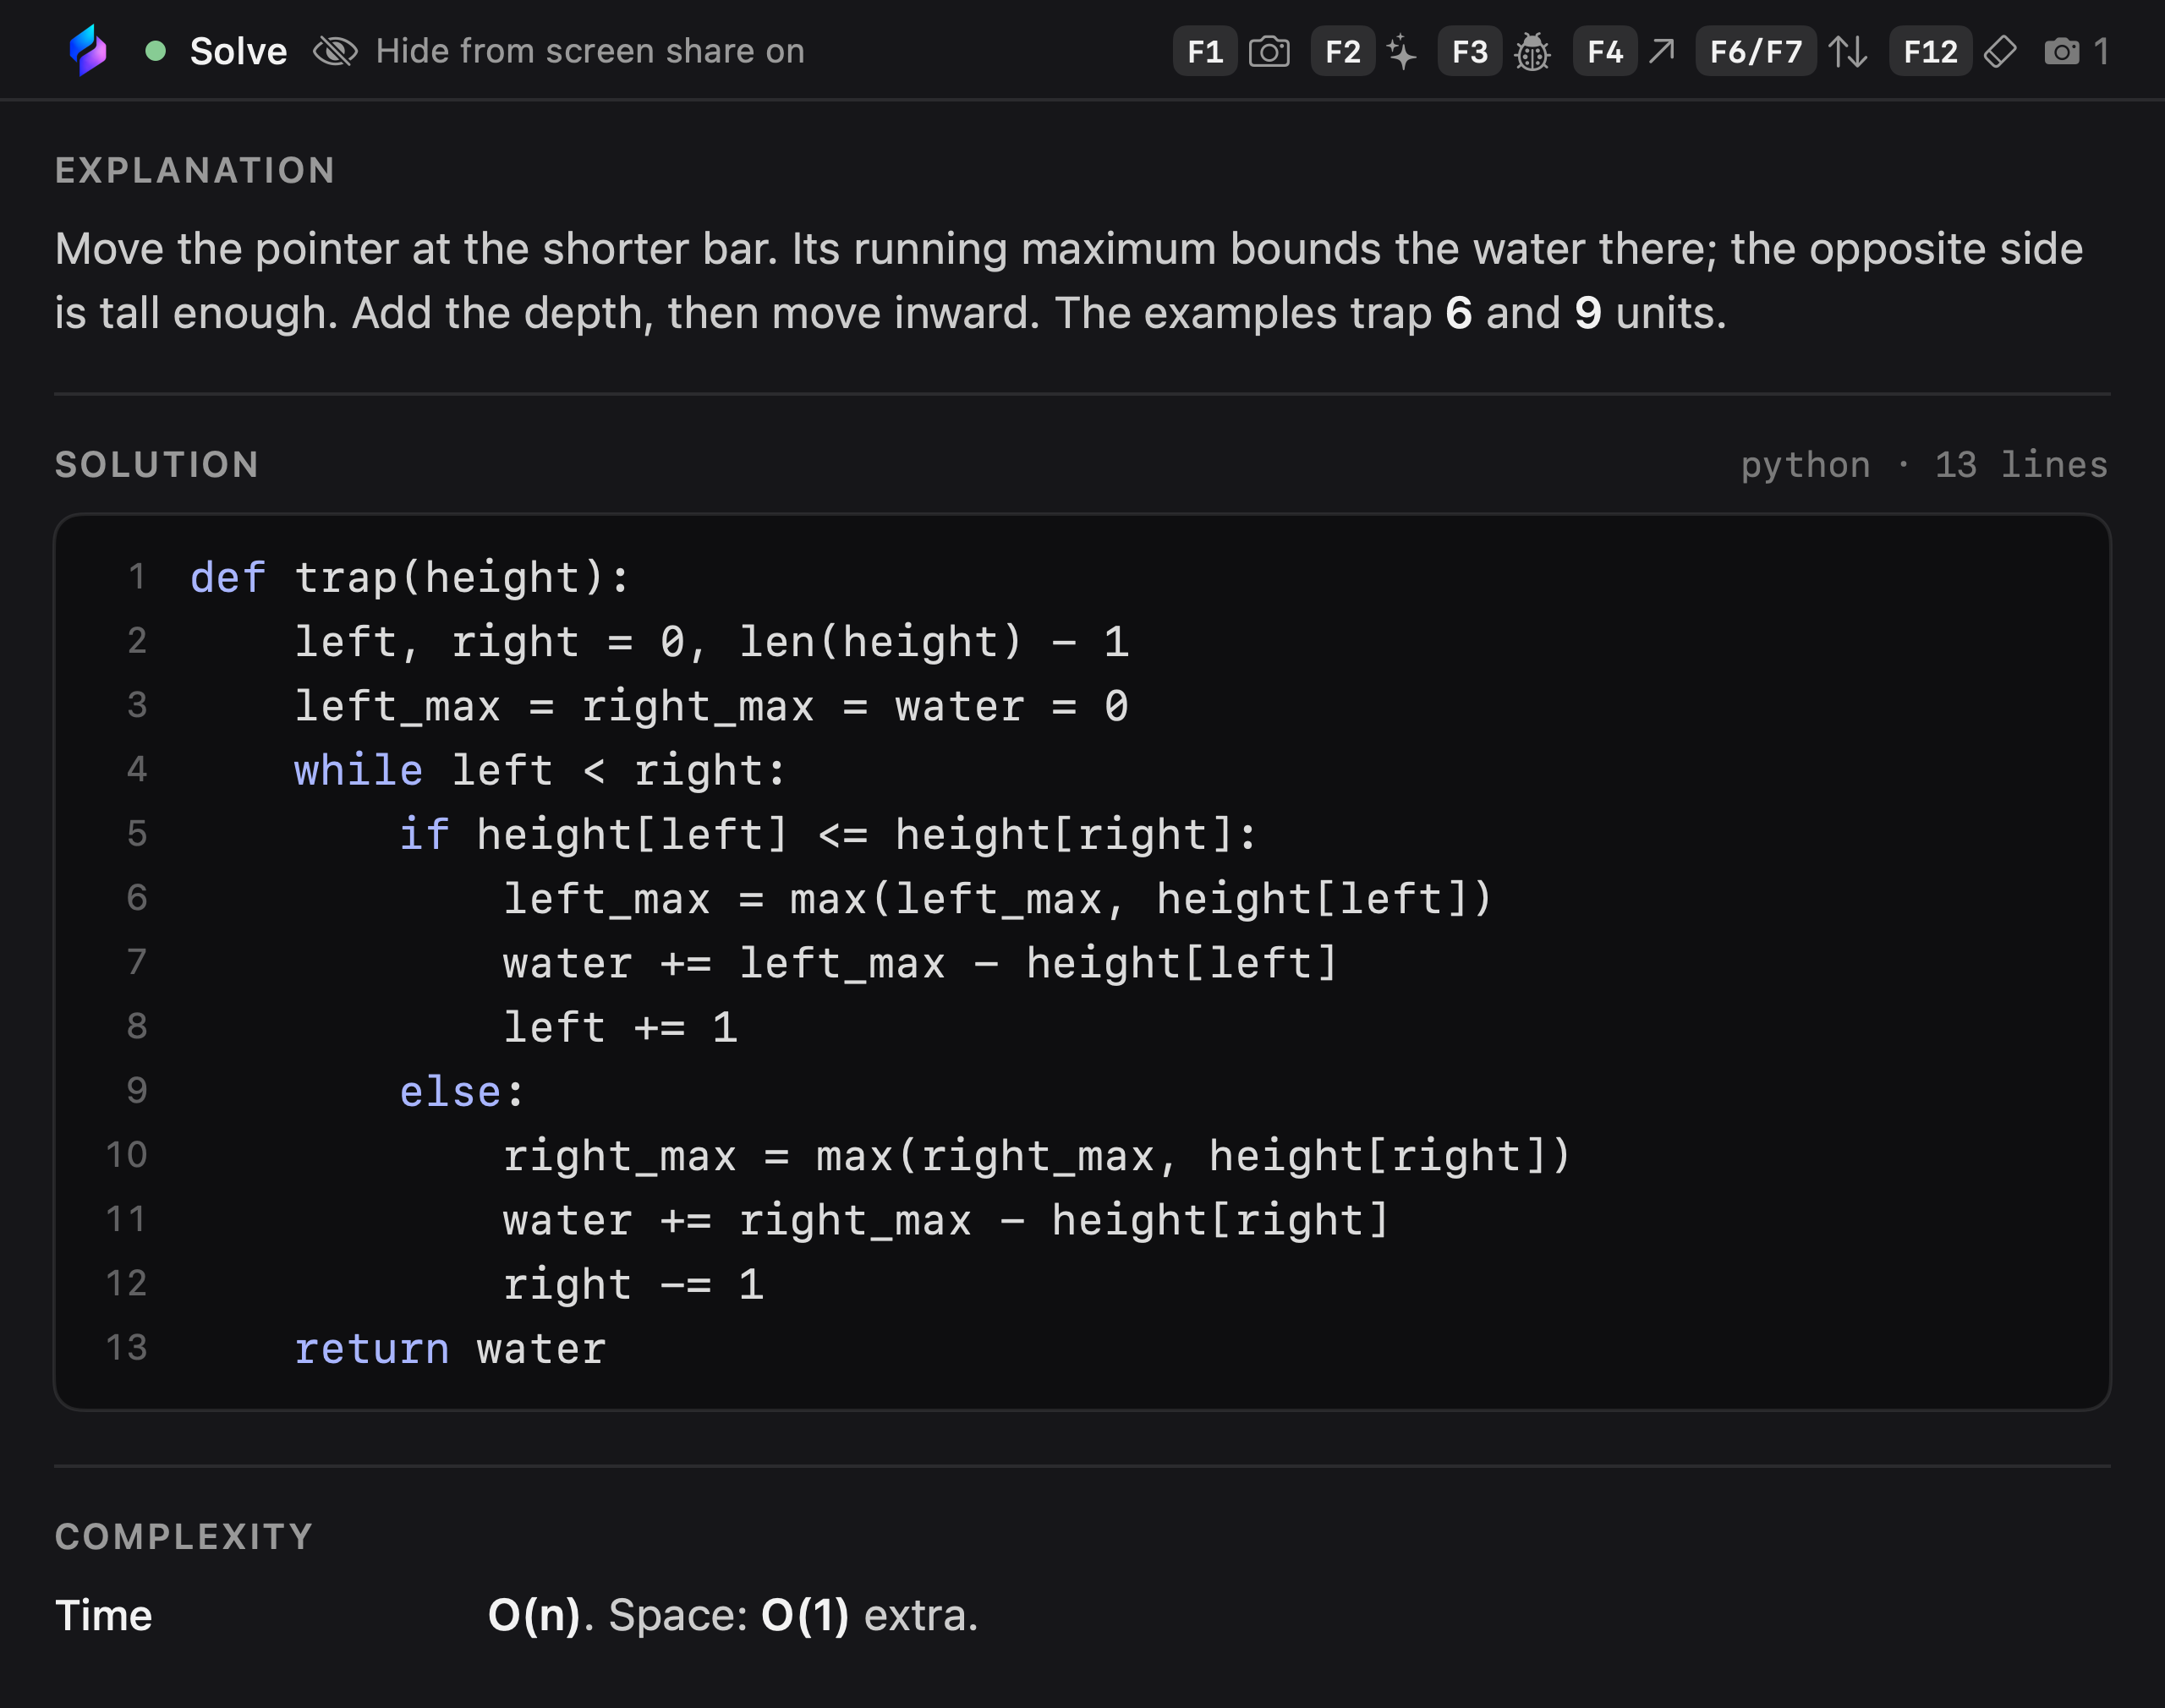 Solve Hide from screen share on F1 F2 F3 F4 F6/F7 F12 1
EXPLANATION
Move the pointer at the shorter bar. Its running maximum bounds the water there; the opposite side
is tall enough. Add the depth, then move inward. The examples trap 6 and 9 units.
SOLUTION python · 13 lines
1 def trap(height):
2     left, right = 0, len(height) - 1
3     left_max = right_max = water = 0
4     while left < right:
5         if height[left] <= height[right]:
6             left_max = max(left_max, height[left])
7             water += left_max - height[left]
8             left += 1
9         else:
10             right_max = max(right_max, height[right])
11             water += right_max - height[right]
12             right -= 1
13     return water
COMPLEXITY
Time O(n). Space: O(1) extra.